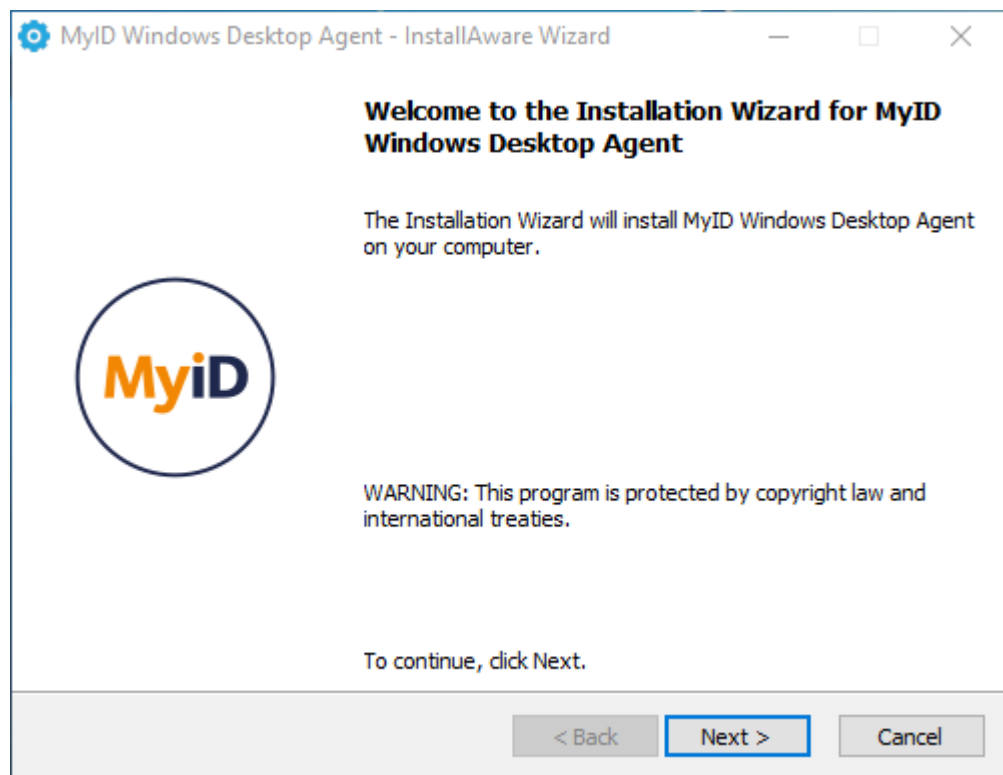 MyID Windows Desktop Agent - InstallAware Wizard
Welcome to the Installation Wizard for MyID
Windows Desktop Agent
The Installation Wizard will install MyID Windows Desktop Agent
on your computer.
MyiD
WARNING: This program is protected by copyright law and
international treaties.
To continue, click Next.
< Back
Next >
Cancel